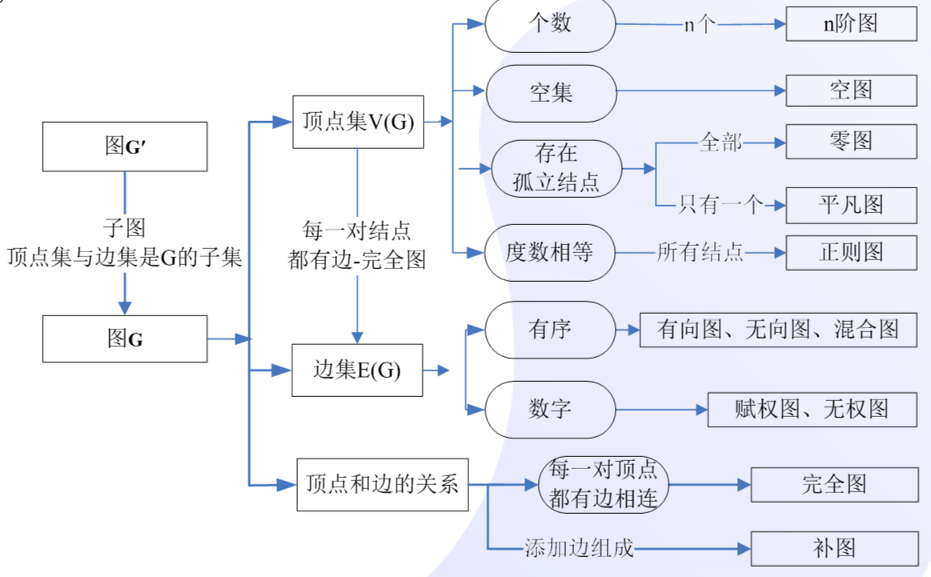 个数
n个
n阶图
空集
空图
顶点集V(G)
图G′
存在
孤立结点
全部
零图
只有一个
平凡图
子图
顶点集与边集是G的子集
每一对结点
都有边-完全图
度数相等
所有结点
正则图
图G
有序
有向图、无向图、混合图
边集E(G)
数字
赋权图、无权图
顶点和边的关系
每一对顶点
都有边相连
完全图
添加边组成
补图